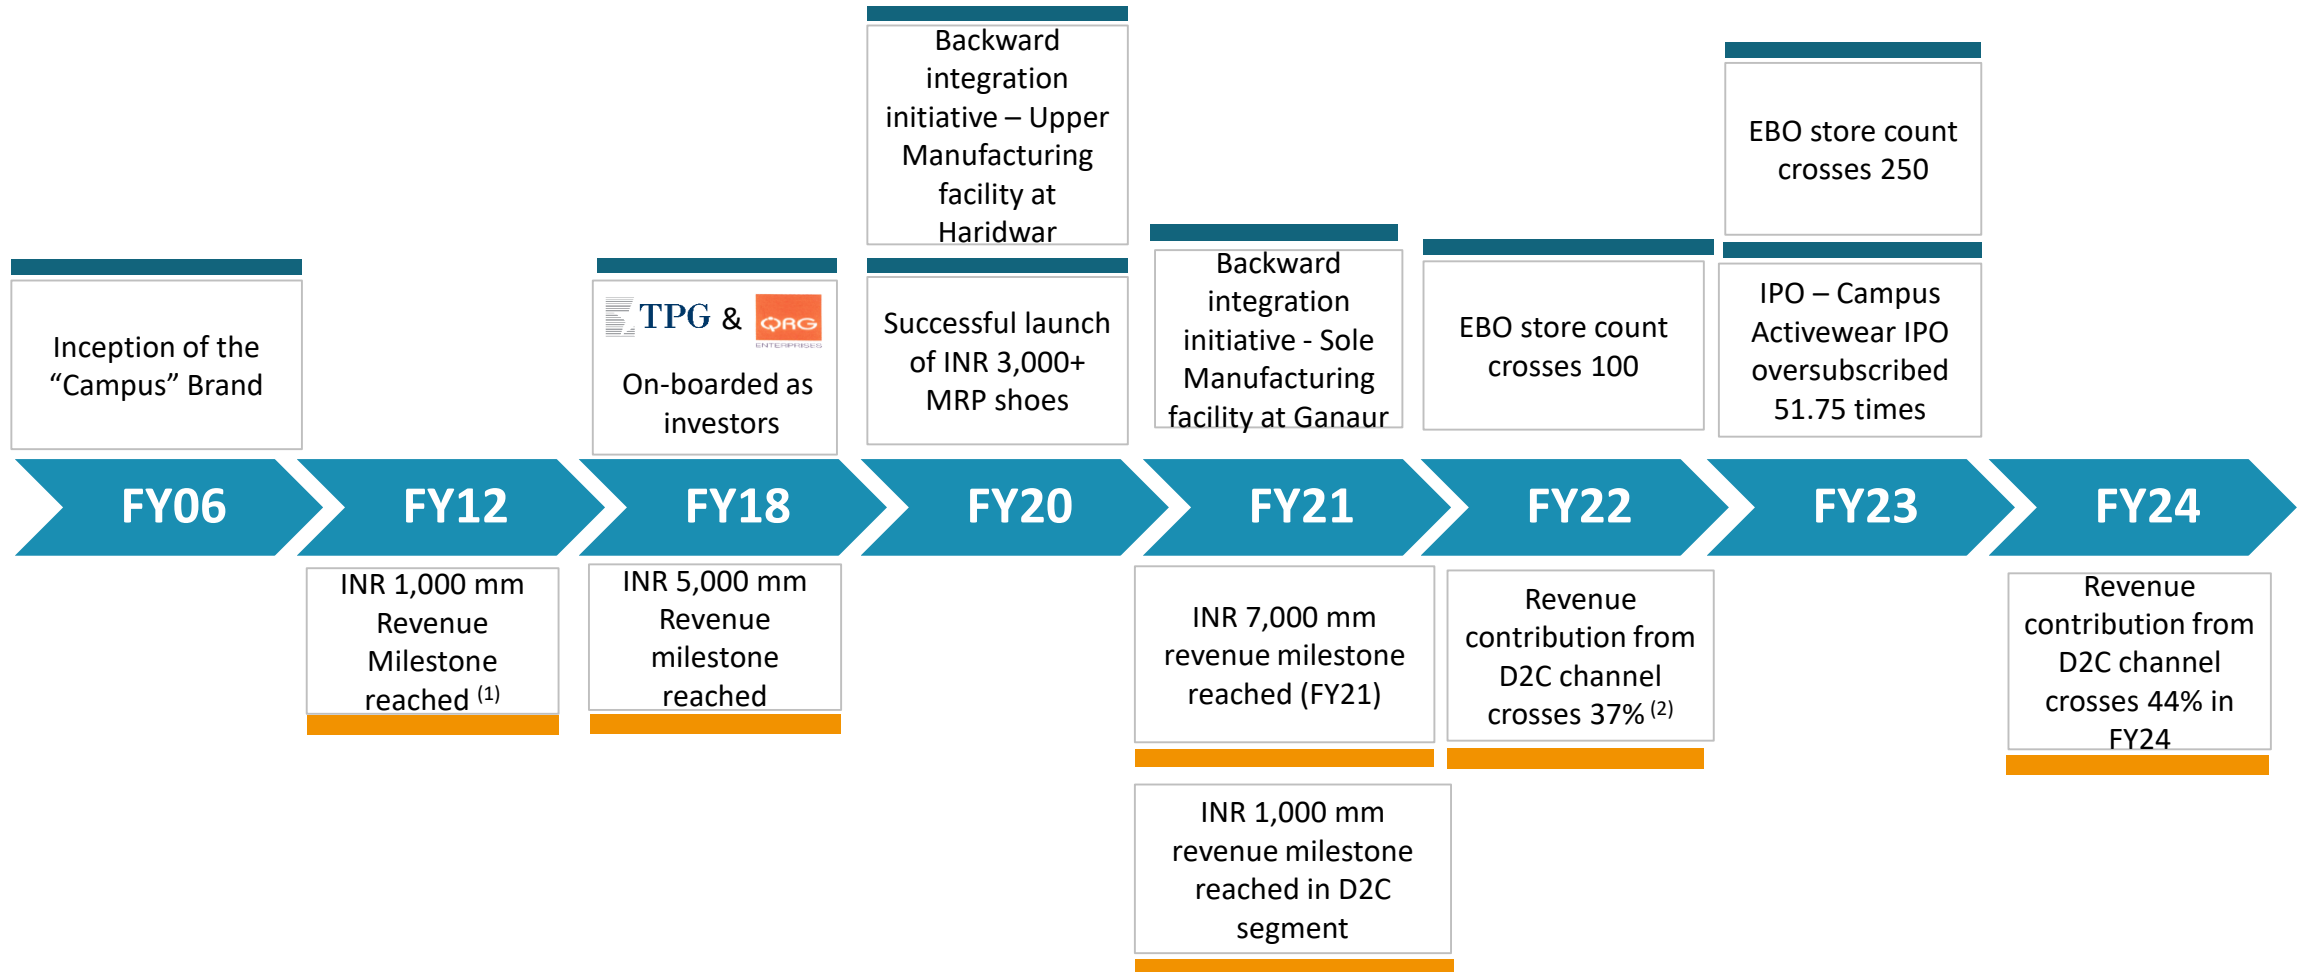 Backward
integration
initiative – Upper
Manufacturing
facility at
Haridwar
EBO store count
crosses 250
Inception of the
“Campus” Brand
TPG & QRG
ENTERPRISES
On-boarded as
investors
Successful launch
of INR 3,000+
MRP shoes
Backward
integration
initiative - Sole
Manufacturing
facility at Ganaur
EBO store count
crosses 100
IPO – Campus
Activewear IPO
oversubscribed
51.75 times
FY06
FY12
FY18
FY20
FY21
FY22
FY23
FY24
INR 1,000 mm
Revenue
Milestone
reached (1)
INR 5,000 mm
Revenue
milestone
reached
INR 7,000 mm
revenue milestone
reached (FY21)
Revenue
contribution from
D2C channel
crosses 37% (2)
Revenue
contribution from
D2C channel
crosses 44% in
FY24
INR 1,000 mm
revenue milestone
reached in D2C
segment